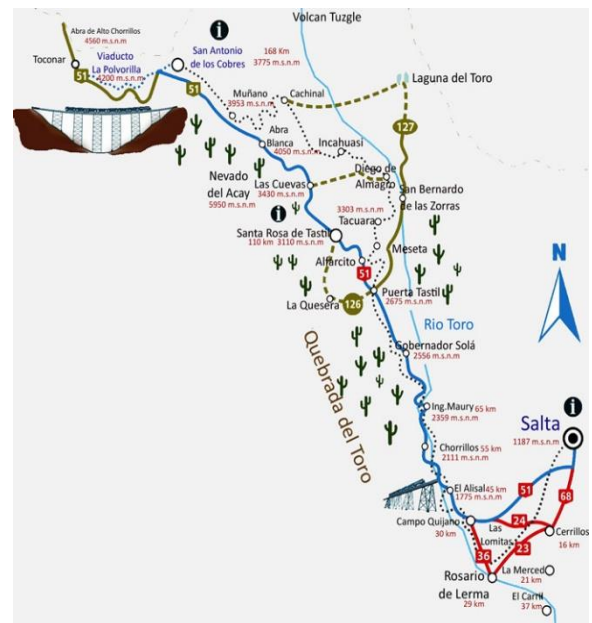 Volcan Tuzgle
Abra de Alto Chorrillos
4560 m.s.n.m
Toconar
51
Viaducto
La Polvorilla
4200 m.s.n.m
i
San Antonio
de los Cobres
168 Km
3775 m.s.n.m
51
Muñano
3953 m.s.n.m
Cachinal
Laguna del Toro
127
Abra
Blanca
4050 m.s.n.m
Incahuasi
Diego de
Almagro
Nevado
del Acay
5950 m.s.n.m
Las Cuevas
3430 m.s.n.m
San Bernardo
de las Zorras
i
Santa Rosa de Tastil
110 km 3110 m.s.n.m
3303 m.s.n.m
Tacuara
Meseta
Alfarcito
51
La Quesera
126
Puerta Tastil
2675 m.s.n.m
N
Rio Toro
Quebrada del Toro
Gobernador Solá
2556 m.s.n.m
Ing.Maury 65 km
2359 m.s.n.m
Chorrillos 55 km
2111 m.s.n.m
i
Salta
1187 m.s.n.m
El Alisal 45 km
1775 m.s.n.m
51
68
Campo Quijano
30 km
Las
Lomitas
24
23
36
Cerrillos
16 km
La Merced
21 km
Rosario
de Lerma
29 km
El Carril
37 km